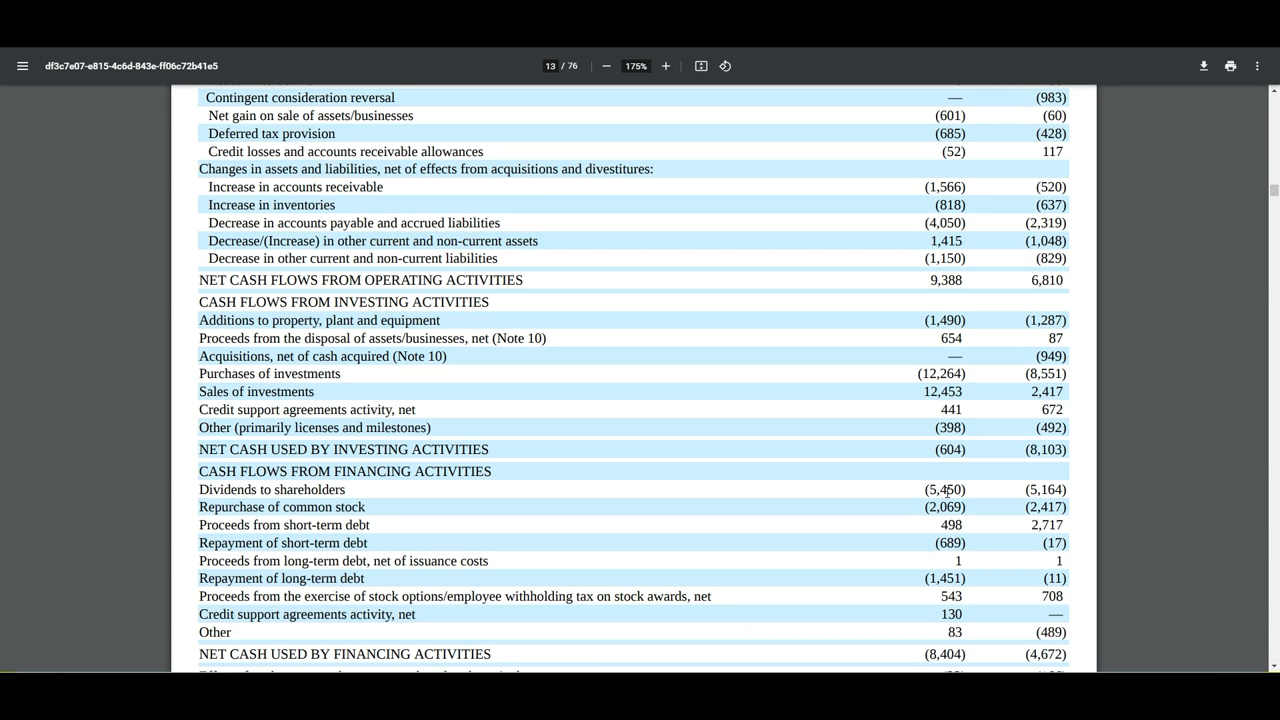 df3c7e07-e815-4c6d-843e-ff06c72b41e5 13 / 76 175%
Contingent consideration reversal — (983)
Net gain on sale of assets/businesses (601) (60)
Deferred tax provision (685) (428)
Credit losses and accounts receivable allowances (52) 117
Changes in assets and liabilities, net of effects from acquisitions and divestitures:
Increase in accounts receivable (1,566) (520)
Increase in inventories (818) (637)
Decrease in accounts payable and accrued liabilities (4,050) (2,319)
Decrease/(Increase) in other current and non-current assets 1,415 (1,048)
Decrease in other current and non-current liabilities (1,150) (829)
NET CASH FLOWS FROM OPERATING ACTIVITIES 9,388 6,810
CASH FLOWS FROM INVESTING ACTIVITIES
Additions to property, plant and equipment (1,490) (1,287)
Proceeds from the disposal of assets/businesses, net (Note 10) 654 87
Acquisitions, net of cash acquired (Note 10) — (949)
Purchases of investments (12,264) (8,551)
Sales of investments 12,453 2,417
Credit support agreements activity, net 441 672
Other (primarily licenses and milestones) (398) (492)
NET CASH USED BY INVESTING ACTIVITIES (604) (8,103)
CASH FLOWS FROM FINANCING ACTIVITIES
Dividends to shareholders (5,450) (5,164)
Repurchase of common stock (2,069) (2,417)
Proceeds from short-term debt 498 2,717
Repayment of short-term debt (689) (17)
Proceeds from long-term debt, net of issuance costs 1 1
Repayment of long-term debt (1,451) (11)
Proceeds from the exercise of stock options/employee withholding tax on stock awards, net 543 708
Credit support agreements activity, net 130 —
Other 83 (489)
NET CASH USED BY FINANCING ACTIVITIES (8,404) (4,672)